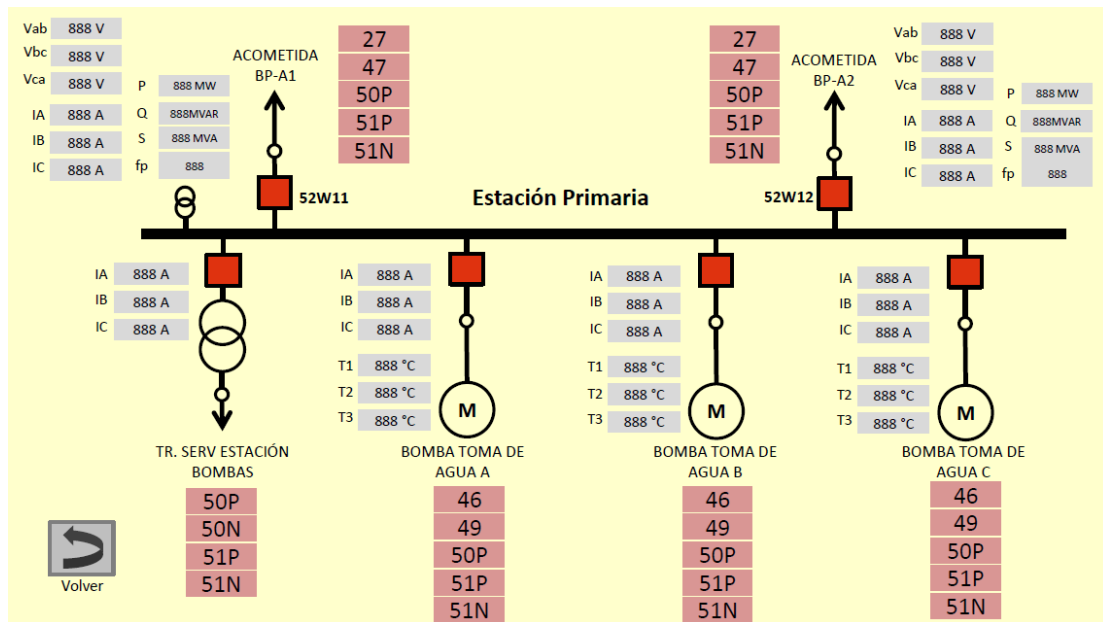 Vab 888 V
Vbc 888 V
Vca 888 V
IA 888 A
IB 888 A
IC 888 A
P 888 MW
Q 888MVAR
S 888 MVA
fp 888
ACOMETIDA
BP-A1
27
47
50P
51P
51N
52W11
Estación Primaria
27
47
50P
51P
51N
ACOMETIDA
BP-A2
52W12
Vab 888 V
Vbc 888 V
Vca 888 V
IA 888 A
IB 888 A
IC 888 A
P 888 MW
Q 888MVAR
S 888 MVA
fp 888
IA 888 A
IB 888 A
IC 888 A
TR. SERV ESTACIÓN
BOMBAS
50P
50N
51P
51N
IA 888 A
IB 888 A
IC 888 A
T1 888 °C
T2 888 °C
T3 888 °C
M
BOMBA TOMA DE
AGUA A
46
49
50P
51P
51N
IA 888 A
IB 888 A
IC 888 A
T1 888 °C
T2 888 °C
T3 888 °C
M
BOMBA TOMA DE
AGUA B
46
49
50P
51P
51N
IA 888 A
IB 888 A
IC 888 A
T1 888 °C
T2 888 °C
T3 888 °C
M
BOMBA TOMA DE
AGUA C
46
49
50P
51P
51N
Volver